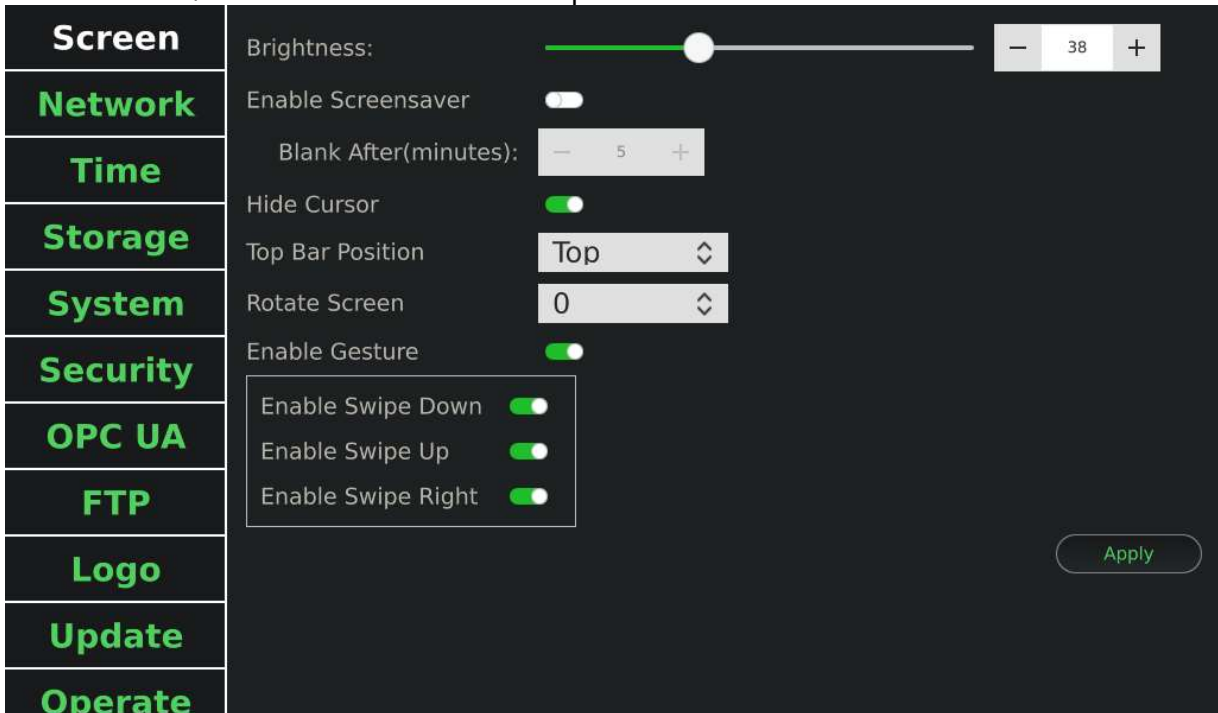 Screen
Network
Time
Storage
System
Security
OPC UA
FTP
Logo
Update
Operate
Brightness:
38
Enable Screensaver
Blank After(minutes):
5
Hide Cursor
Top Bar Position
Top
Rotate Screen
0
Enable Gesture
Enable Swipe Down
Enable Swipe Up
Enable Swipe Right
Apply